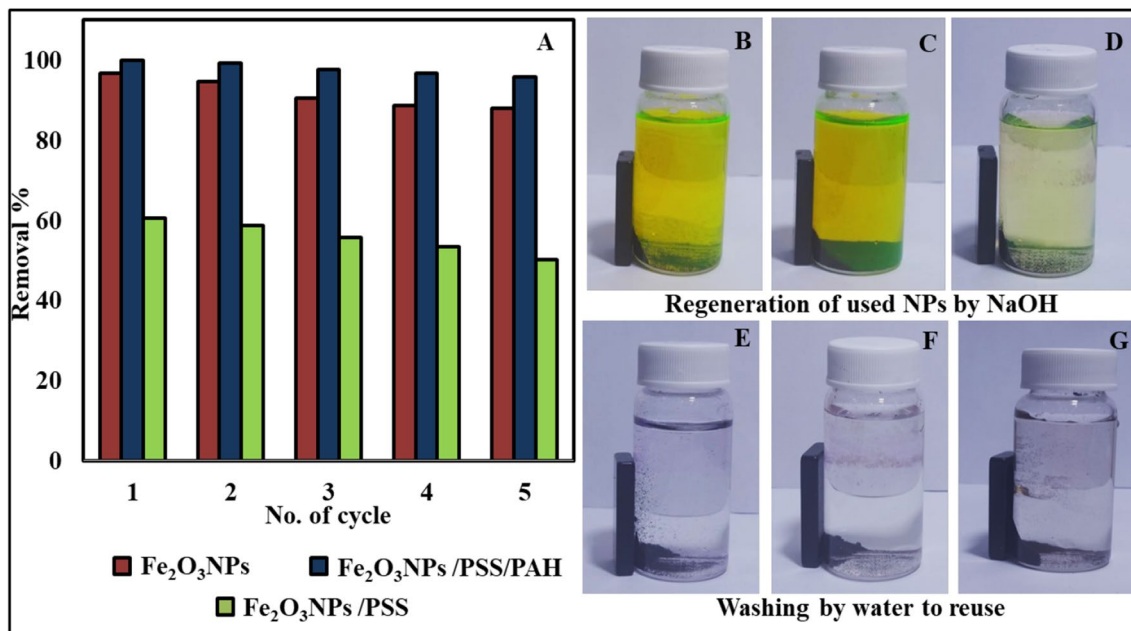 A
Removal %
100
80
60
40
20
0
1 2 3 4 5
No. of cycle
Fe₂O₃NPs
Fe₂O₃NPs /PSS/PAH
Fe₂O₃NPs /PSS
B
C
D
Regeneration of used NPs by NaOH
E
F
G
Washing by water to reuse